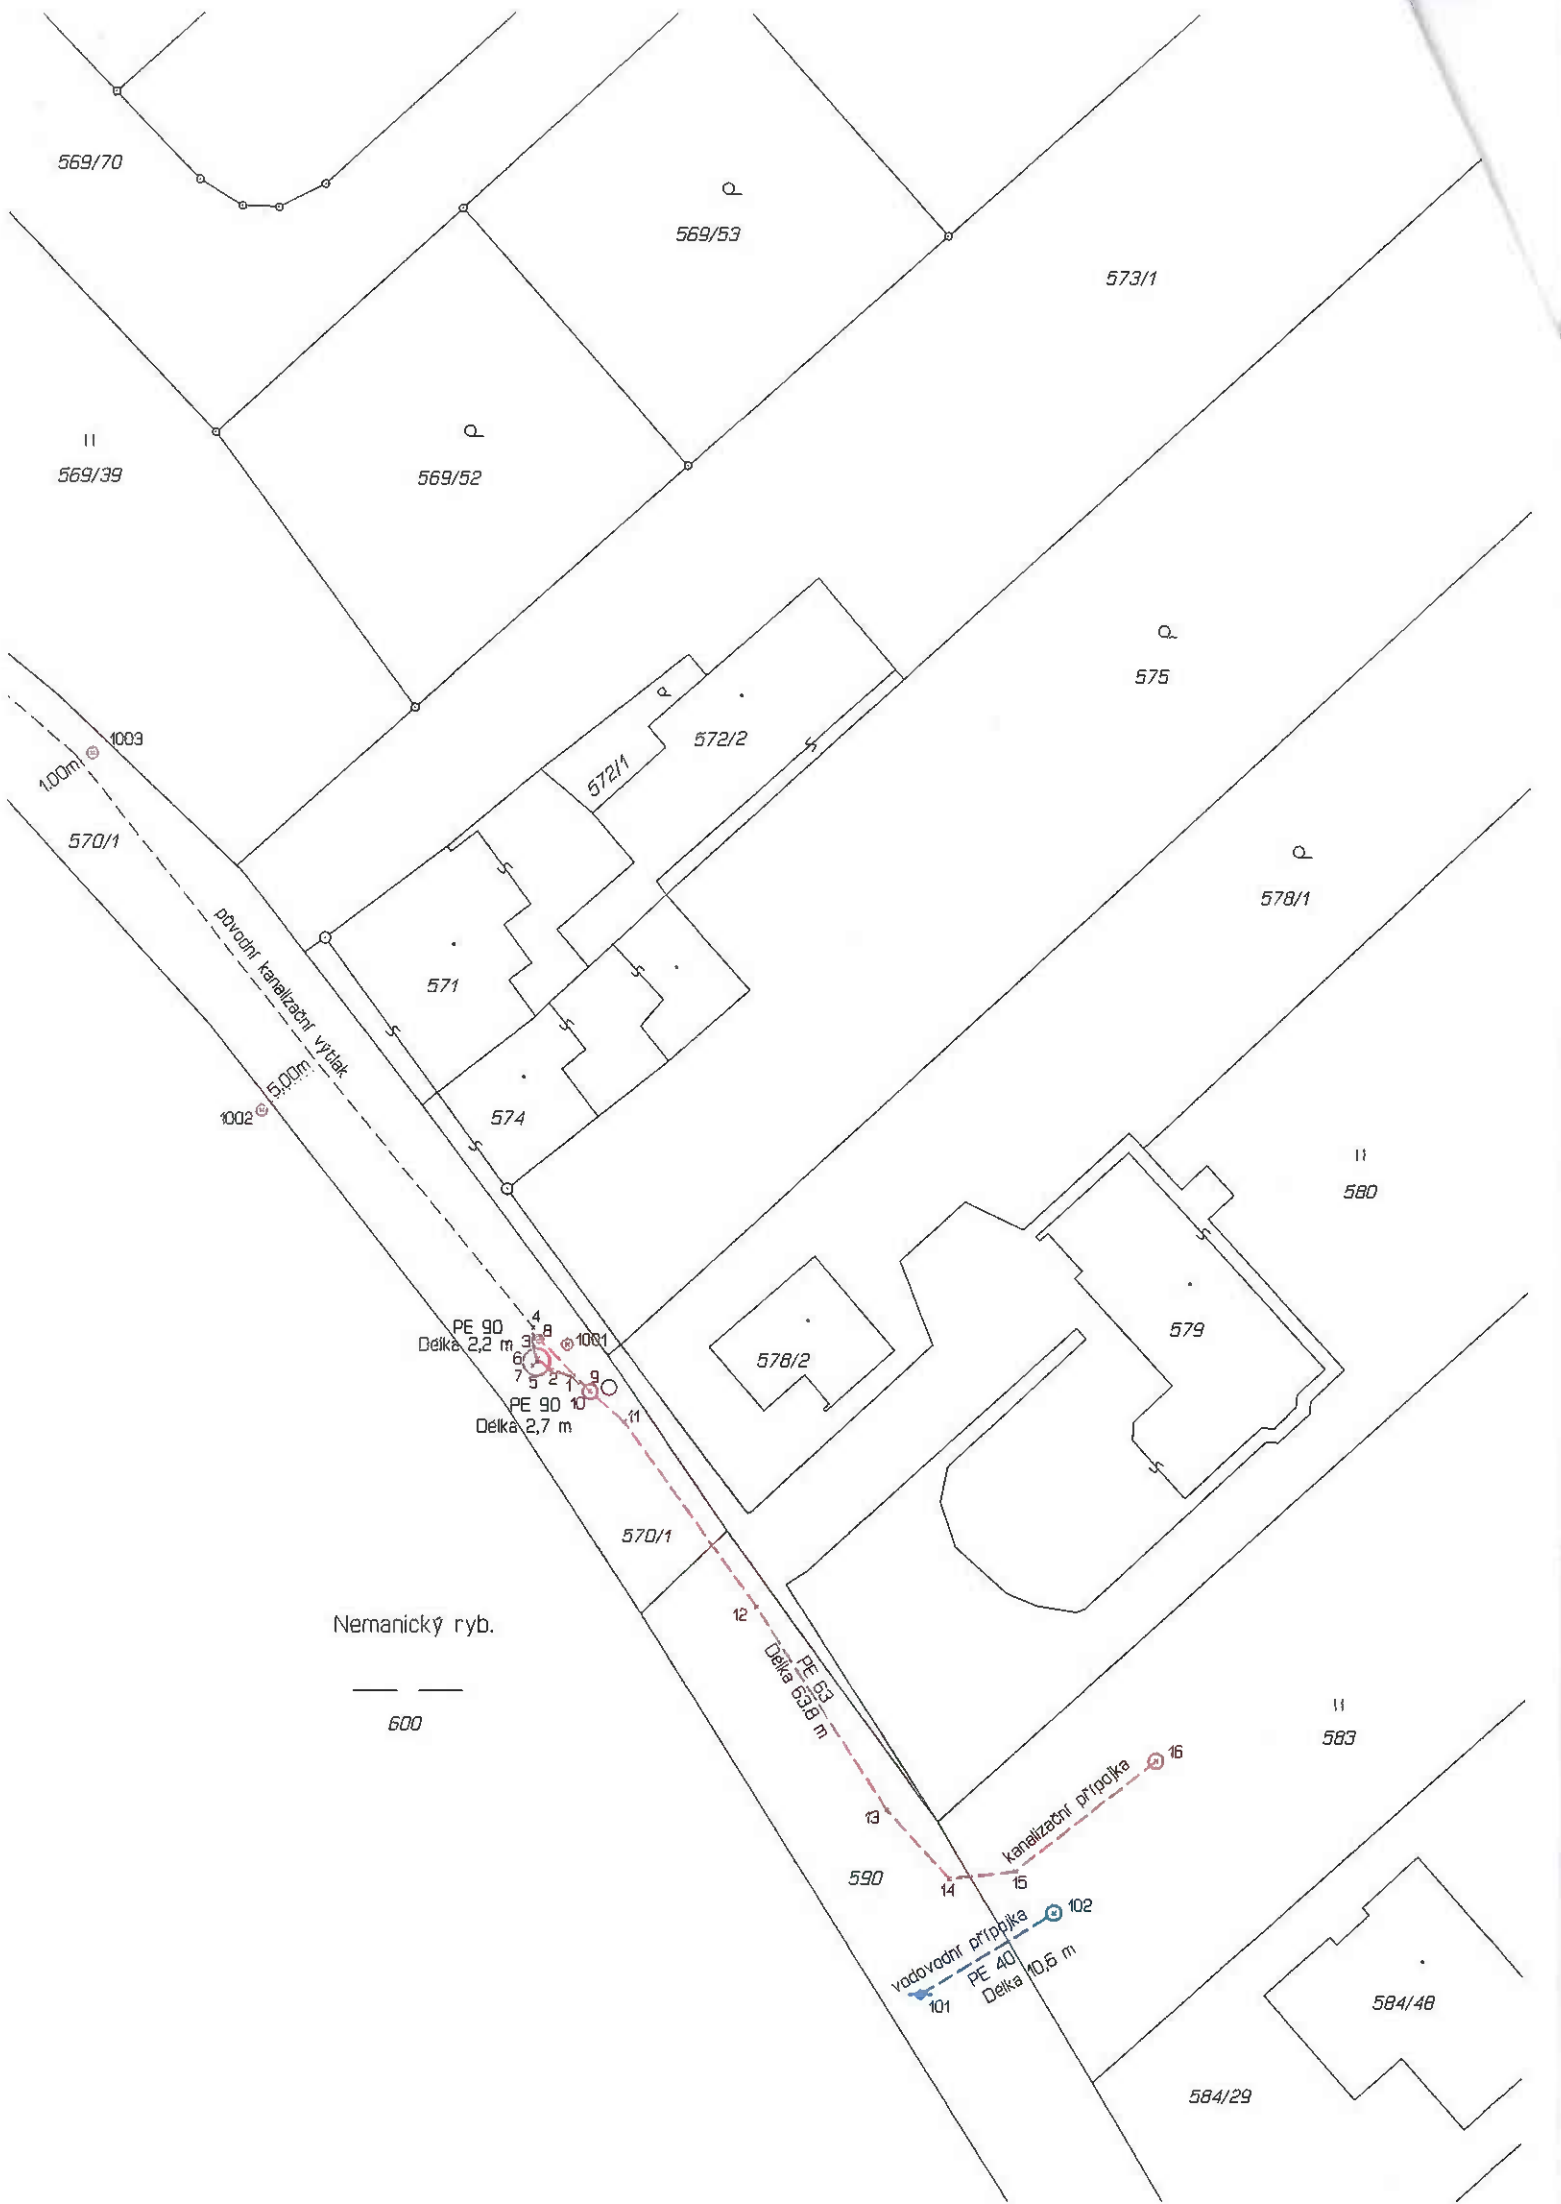 569/70
569/53
573/1
569/39
569/52
575
1003
1.00m
572/2
572/1
570/1
578/1
původní kanalizační výtlak
571
5.00m
1002
574
580
4
PE 90
3 8
1001
Délka 2,2 m
6
7 5 2 1
9
10
PE 90
11
Délka 2,7 m
579
578/2
570/1
Nemanický ryb.
12
PE 63
Délka 63,8 m
600
583
16
kanalizační přípojka
13
590
14
15
102
vodovodní přípojka
PE 40
Délka 10,6 m
101
584/48
584/29